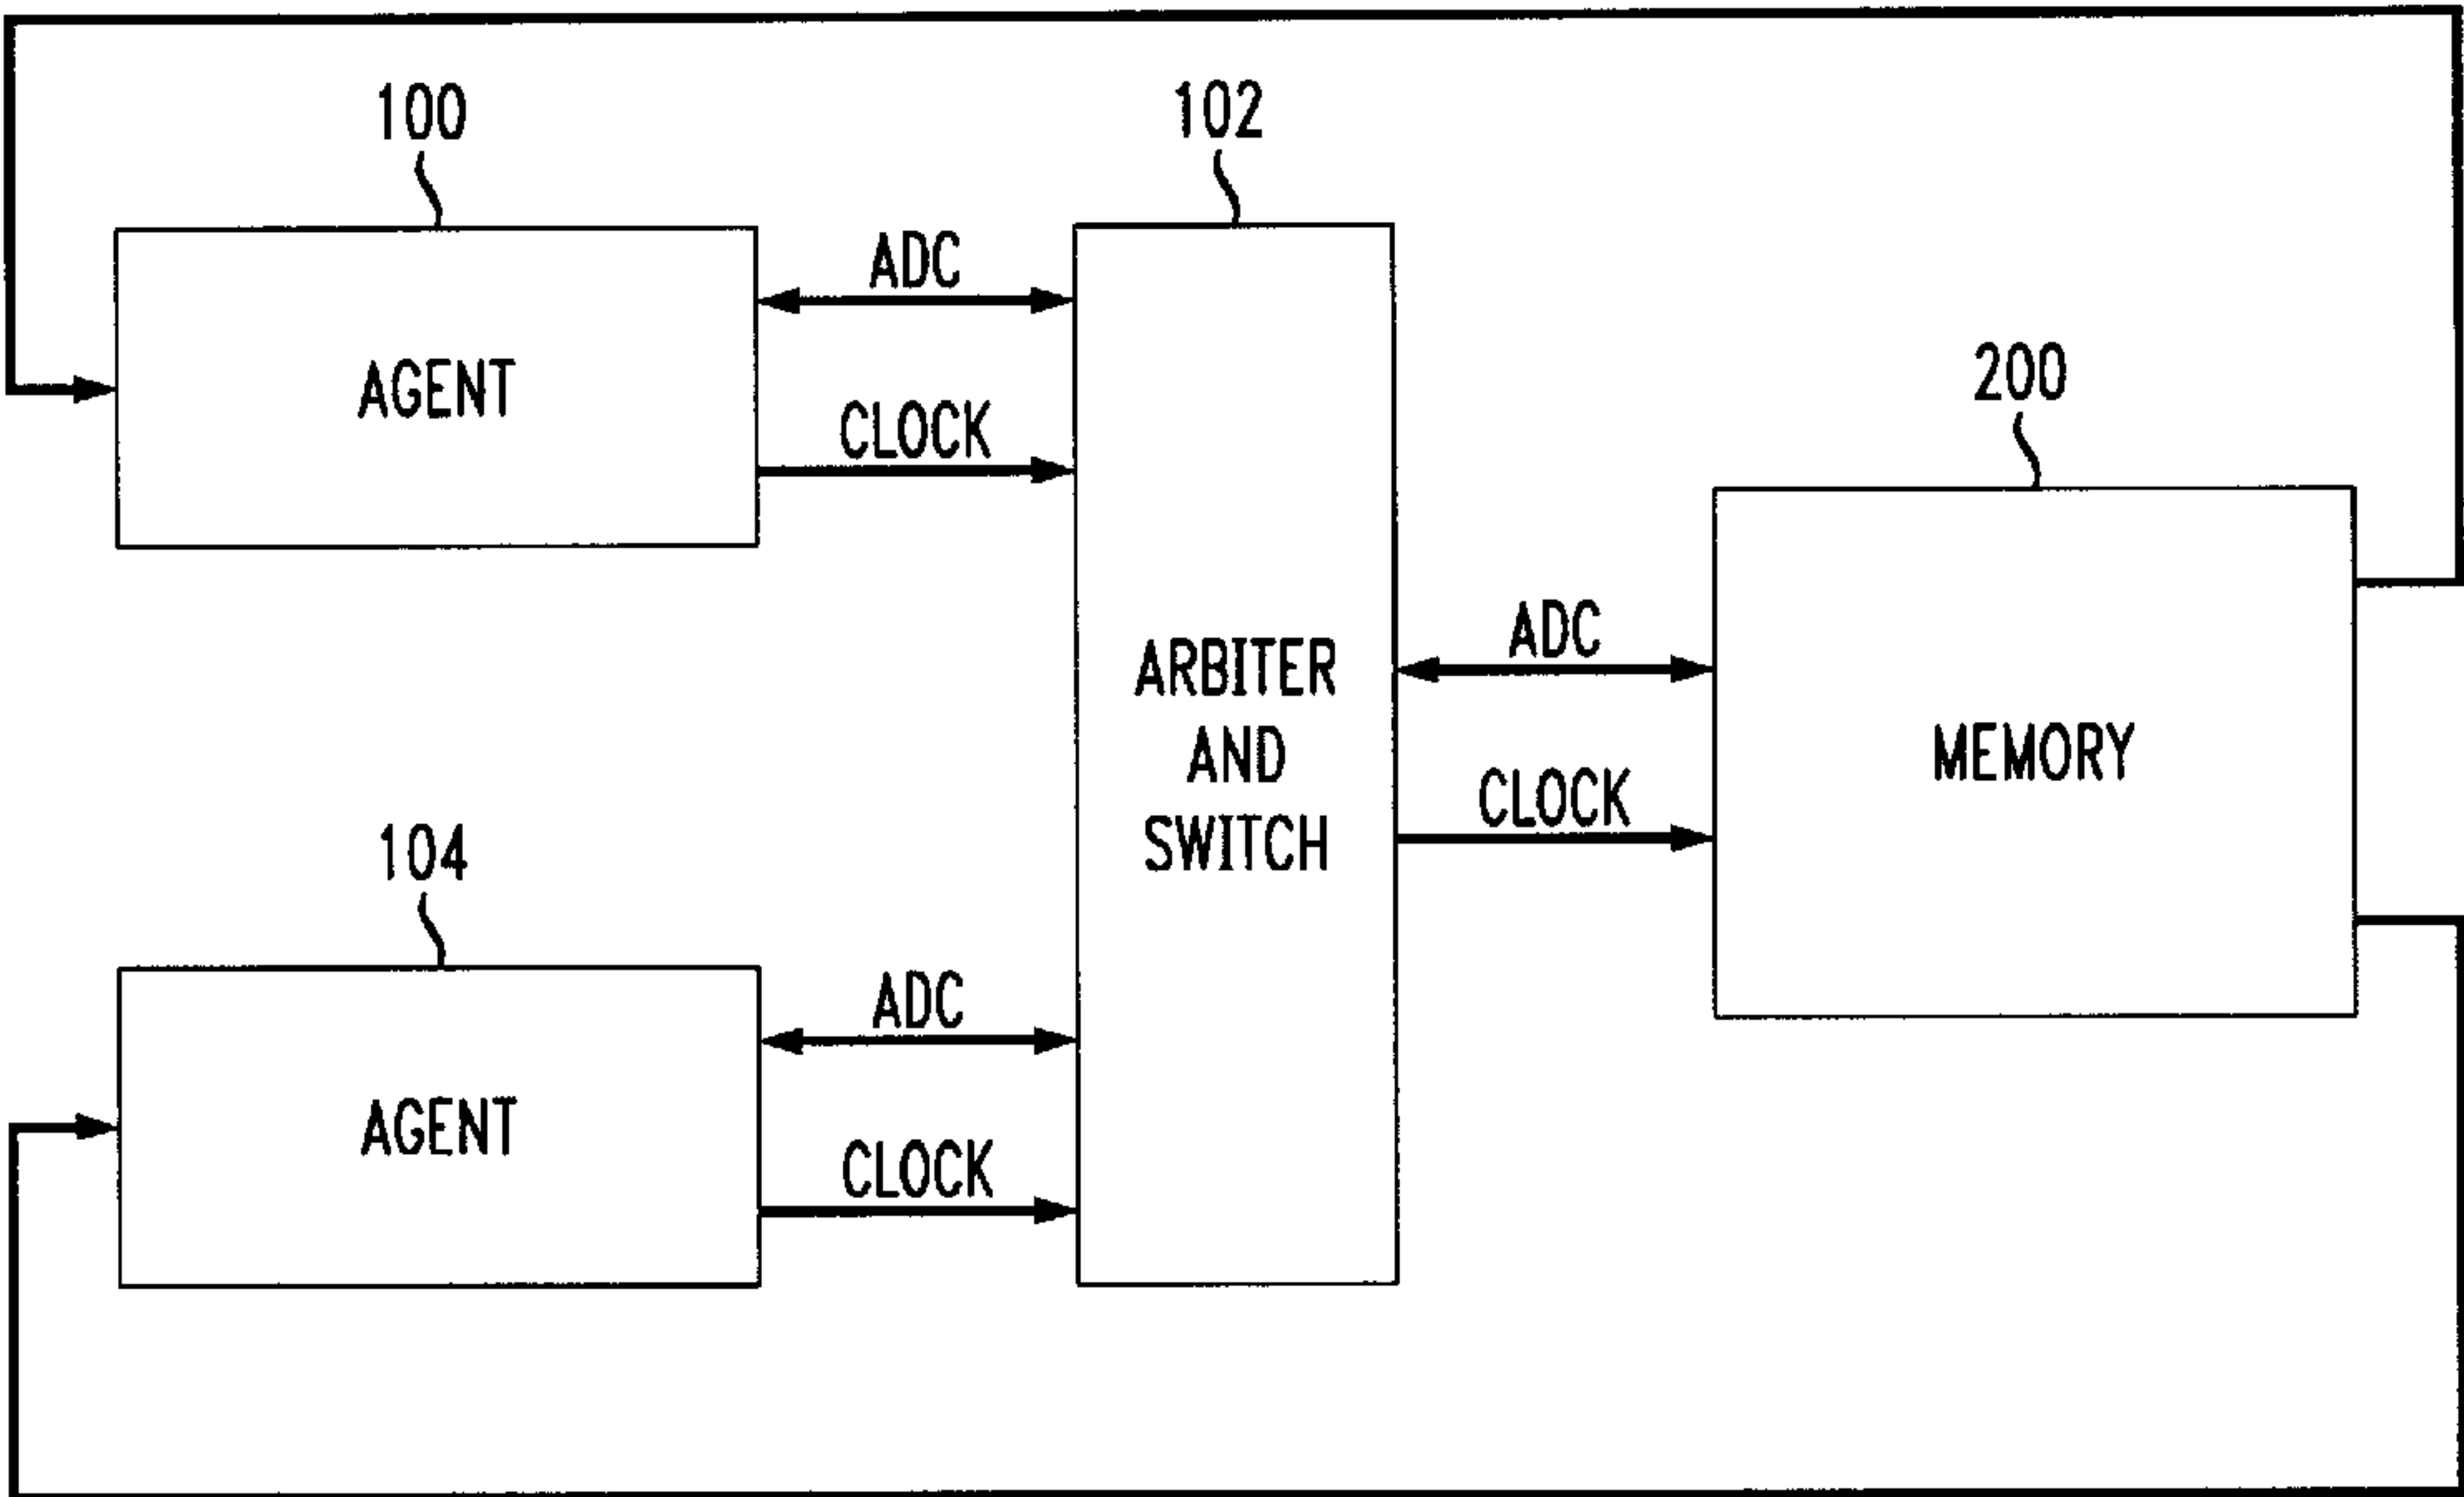 100
102
ADC
AGENT
CLOCK
200
ADC
ARBITER
AND
SWITCH
MEMORY
CLOCK
104
ADC
AGENT
CLOCK